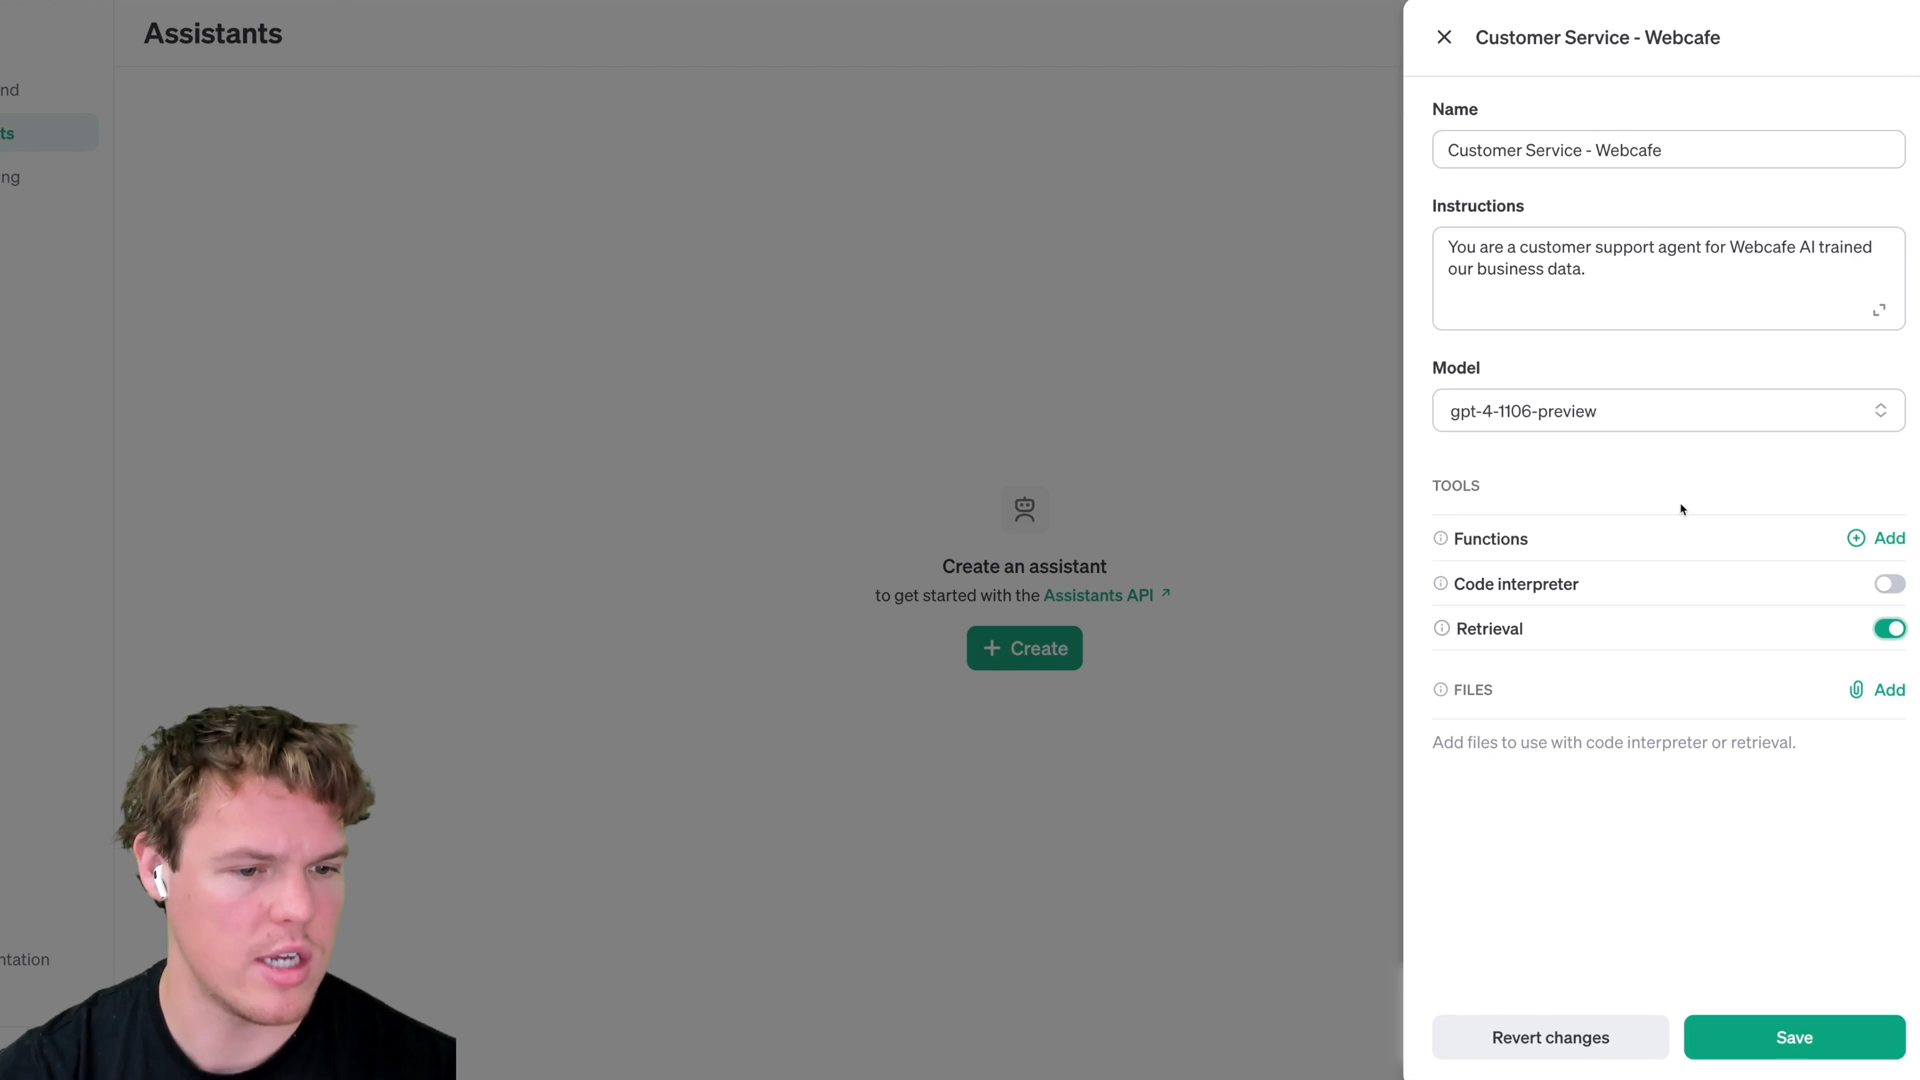 Assistants
nd
ts
ng
ntation
Create an assistant
to get started with the Assistants API ↗
+ Create
Customer Service - Webcafe
Name
Customer Service - Webcafe
Instructions
You are a customer support agent for Webcafe AI trained
our business data.
Model
gpt-4-1106-preview
TOOLS
Functions
Add
Code interpreter
Retrieval
FILES
Add
Add files to use with code interpreter or retrieval.
Revert changes
Save